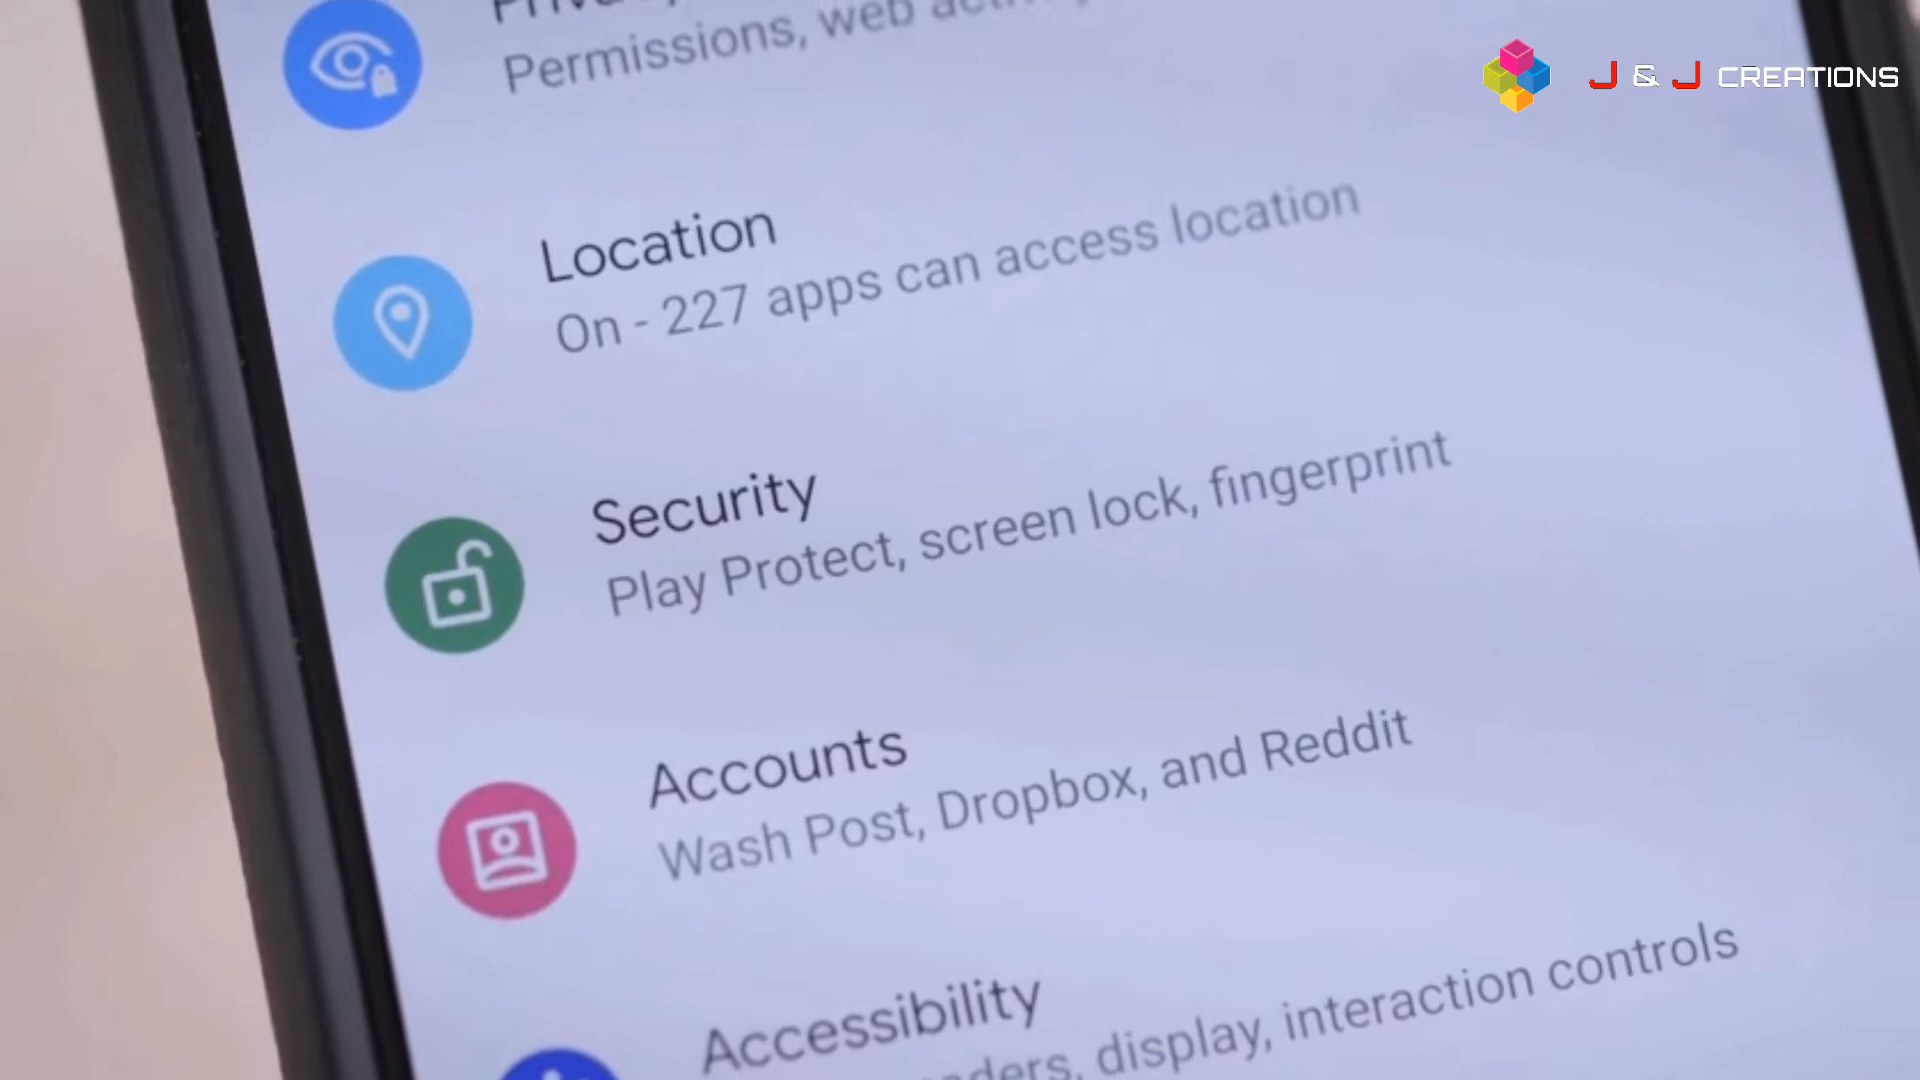 Permissions, web
J & J CREATIONS
Location
On - 227 apps can access location
Security
Play Protect, screen lock, fingerprint
Accounts
Wash Post, Dropbox, and Reddit
Accessibility
display, interaction controls